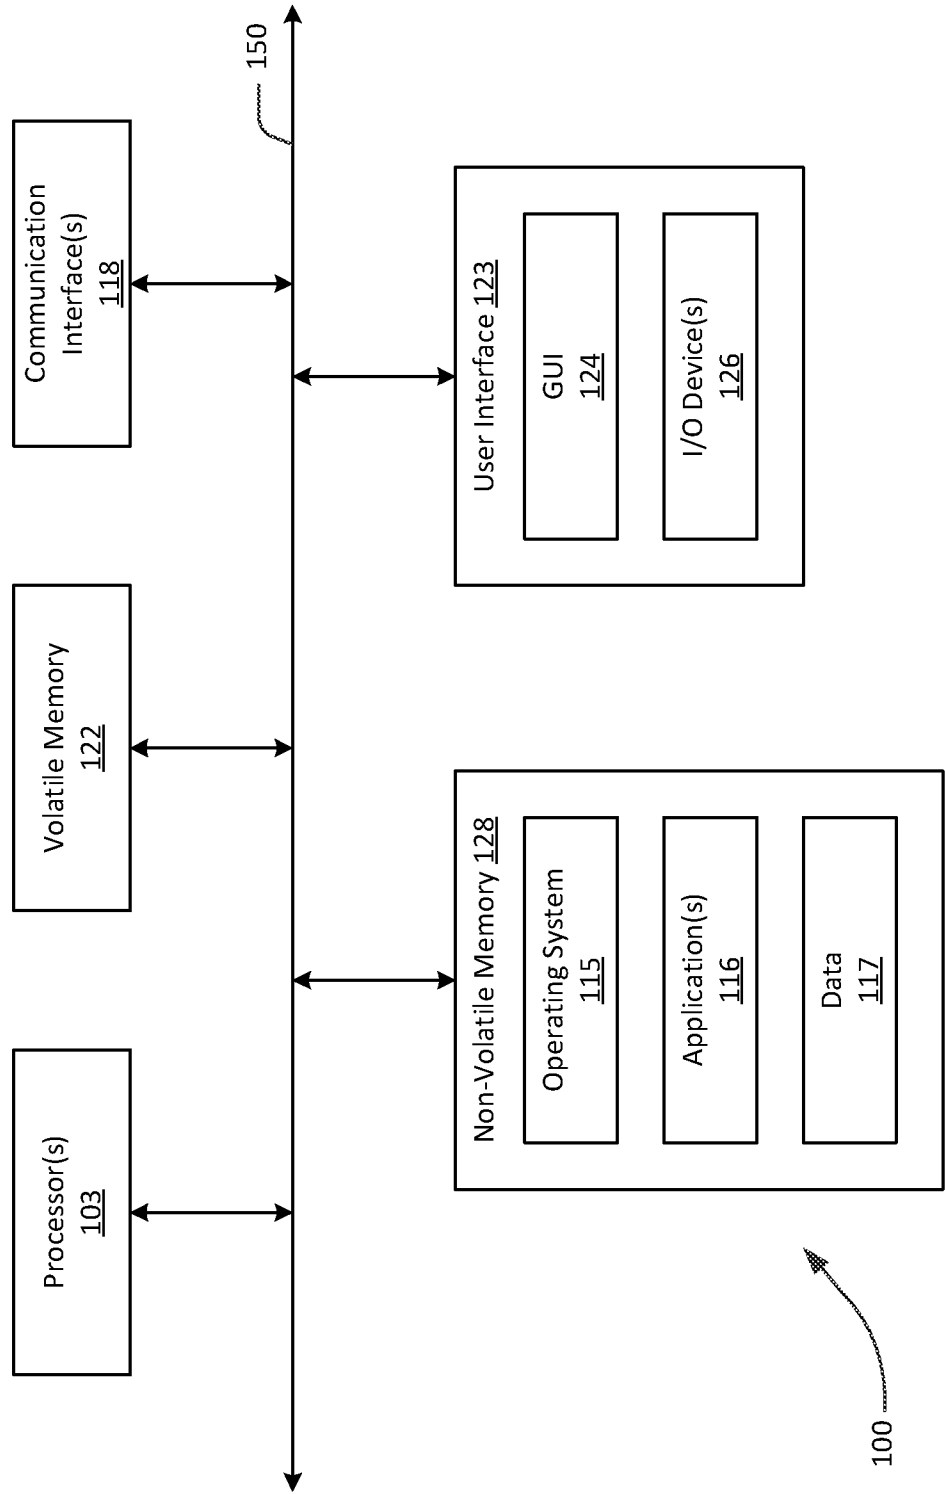 Processor(s)
103
Volatile Memory
122
Communication
Interface(s)
118
150
Non-Volatile Memory 128
Operating System
115
Application(s)
116
Data
117
User Interface 123
GUI
124
I/O Device(s)
126
100